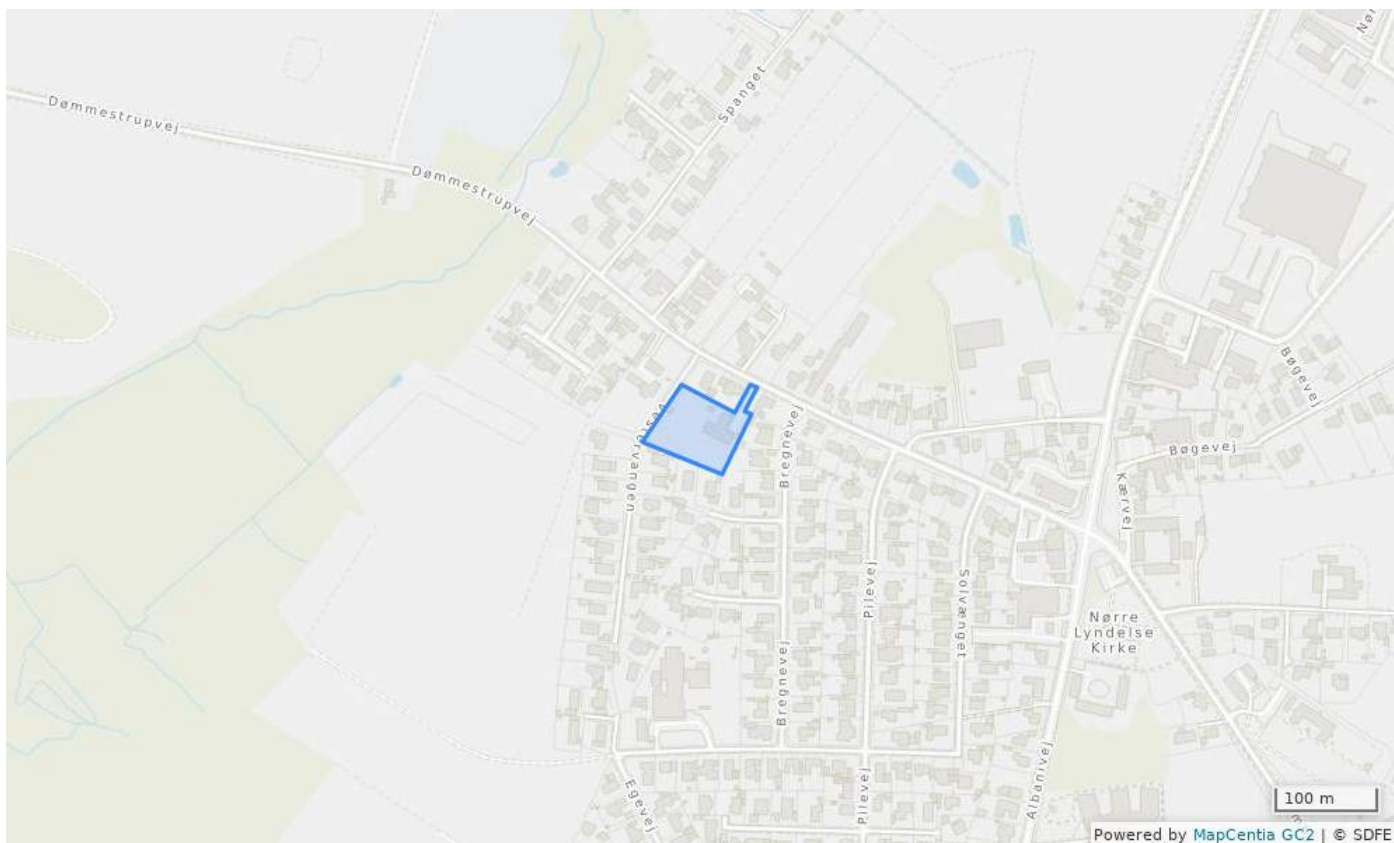 Dømmestrupvej
Spanget
Dømmestrupvej
Bøgevej
Vestervangen
Bregnevej
Bøgevej
Kærvej
Pilevej
Solvænget
Nørre
Lyndelse
Kirke
Bregnevej
Albanivej
Egevej
Pilevej
100 m
Powered by MapCentia GC2 | © SDFE